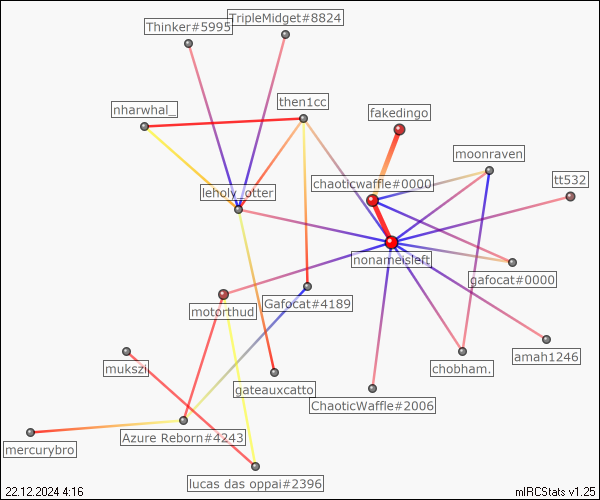 TripleMidget#8824
Thinker#5995
then1cc
nharwhal_
fakedingo
moonraven
chaoticwaffle#0000
tt532
leholy_otter
nonameisleft
gafocat#0000
Gafocat#4189
motorthud
amah1246
chobham.
mukszi
gateauxcatto
ChaoticWaffle#2006
Azure Reborn#4243
mercurybro
lucas das oppai#2396
22.12.2024 4:16
mIRCStats v1.25